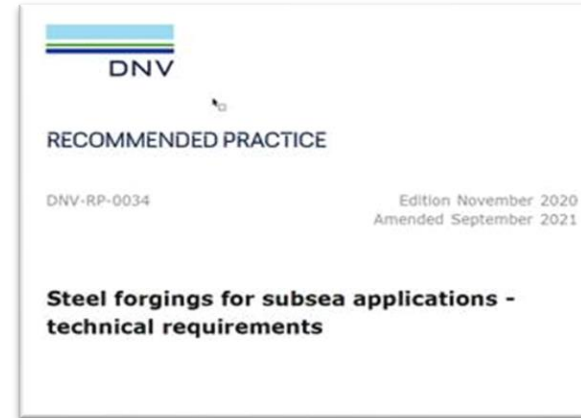 DNV
RECOMMENDED PRACTICE
DNV-RP-0034
Edition November 2020
Amended September 2021
Steel forgings for subsea applications -
technical requirements